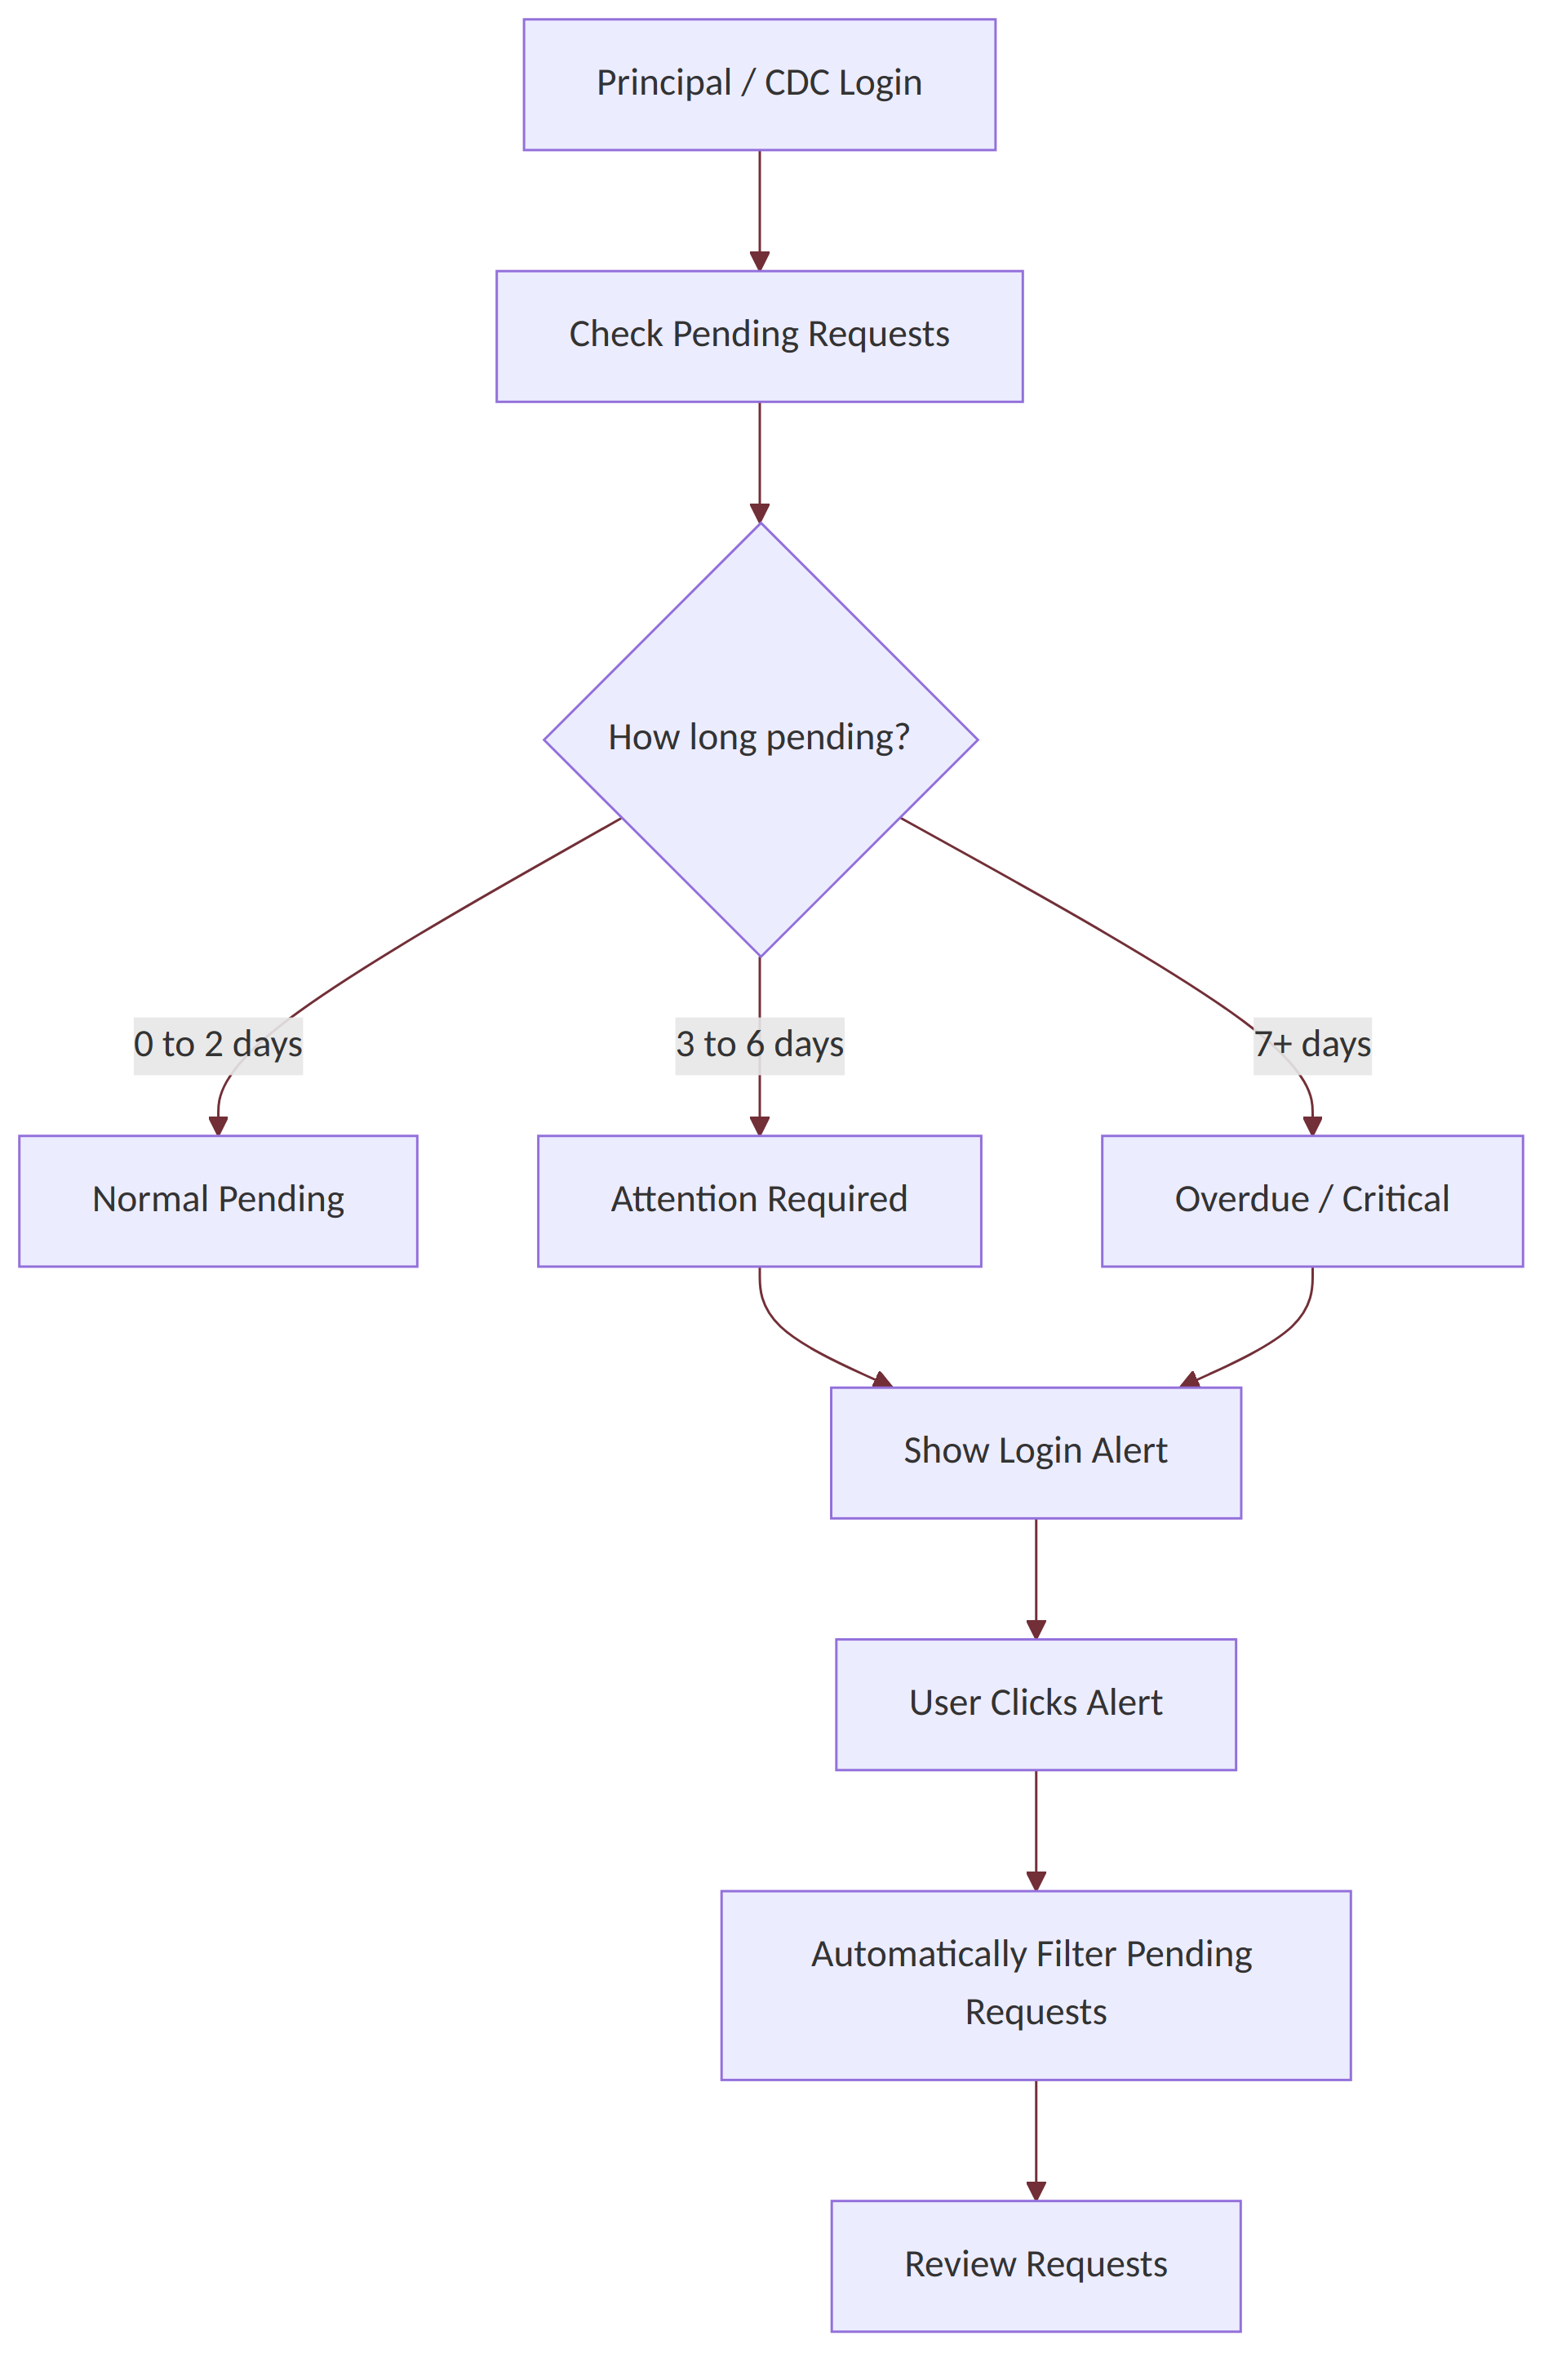 Principal / CDC Login
Check Pending Requests
How long pending?
0 to 2 days
3 to 6 days
7+ days
Normal Pending
Attention Required
Overdue / Critical
Show Login Alert
User Clicks Alert
Automatically Filter Pending
Requests
Review Requests